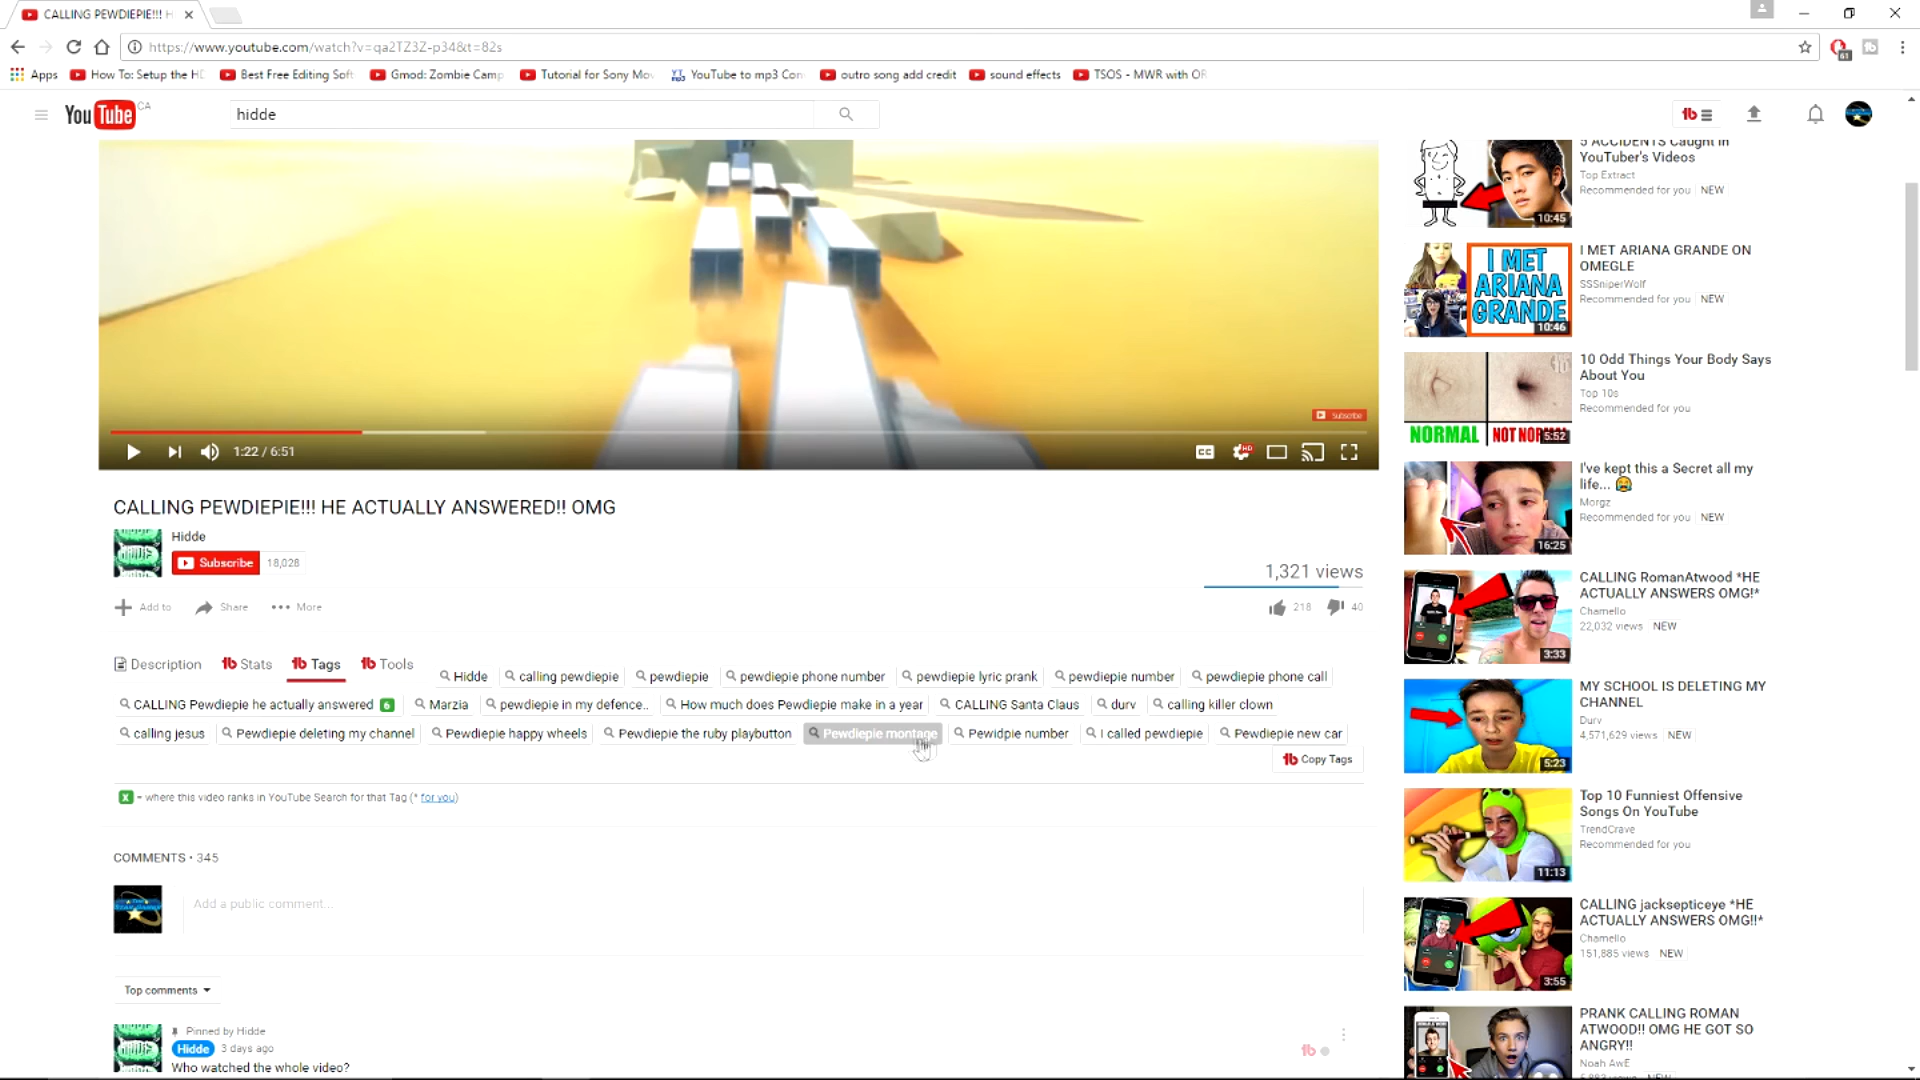 CALLING PEWDIEPIE!!! H
https://www.youtube.com/watch?v=qa2TZ3Z-p34&t=82s
61
Apps
How To: Setup the HD
Best Free Editing Soft
Gmod: Zombie Camp
Tutorial for Sony Mov
YouTube to mp3 Con
outro song add credit
sound effects
TSOS - MWR with OR
YouTube CA
hidde
Subscribe
1:22 / 6:51
CC
HD
CALLING PEWDIEPIE!!! HE ACTUALLY ANSWERED!! OMG
Hidde
Subscribe 18,028
1,321 views
Add to Share More
218 40
Description Stats Tags Tools
Hidde calling pewdiepie pewdiepie pewdiepie phone number pewdiepie lyric prank pewdiepie number pewdiepie phone call
CALLING Pewdiepie he actually answered 6 Marzia pewdiepie in my defence.. How much does Pewdiepie make in a year CALLING Santa Claus durv calling killer clown
calling jesus Pewdiepie deleting my channel Pewdiepie happy wheels Pewdiepie the ruby playbutton Pewdiepie montage Pewidpie number I called pewdiepie Pewdiepie new car
Copy Tags
X = where this video ranks in YouTube Search for that Tag (* for you)
COMMENTS • 345
Add a public comment...
Top comments
Pinned by Hidde
Hidde 3 days ago
Who watched the whole video?
5 ACCIDENTS Caught in
YouTuber's Videos
Top Extract
Recommended for you NEW
10:45
I MET ARIANA GRANDE ON
OMEGLE
SSSniperWolf
Recommended for you NEW
I MET
ARIANA
GRANDE
10:46
10 Odd Things Your Body Says
About You
Top 10s
Recommended for you
NORMAL
5:52
I've kept this a Secret all my
life...
Morgz
Recommended for you NEW
16:25
CALLING RomanAtwood *HE
ACTUALLY ANSWERS OMG!*
Chamello
22,032 views NEW
3:33
MY SCHOOL IS DELETING MY
CHANNEL
Durv
4,571,629 views NEW
5:23
Top 10 Funniest Offensive
Songs On YouTube
TrendCrave
Recommended for you
11:13
CALLING jacksepticeye *HE
ACTUALLY ANSWERS OMG!!*
Chamello
151,885 views NEW
3:55
PRANK CALLING ROMAN
ATWOOD!! OMG HE GOT SO
ANGRY!!
Noah AwE